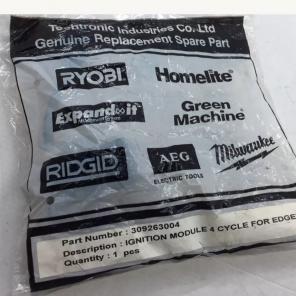 Techtronic Industries Co. Ltd
Genuine Replacement Spare Part
RYOBI Homelite®
Expand-it Green Machine®
RIDGID AEG ELECTRIC TOOLS Milwaukee
Part Number : 309263004
Description : IGNITION MODULE 4 CYCLE FOR EDGE
Quantity : 1 pcs